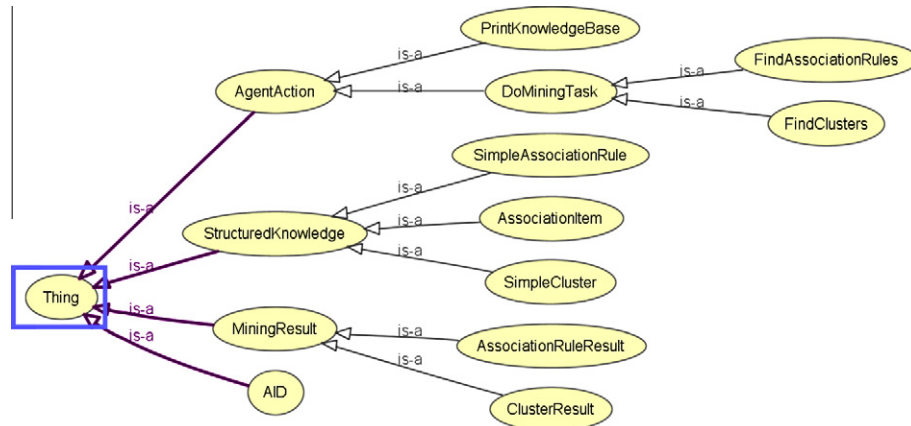 PrintKnowledgeBase
is-a
FindAssociationRules
is-a
AgentAction
is-a
DoMiningTask
is-a
FindClusters
SimpleAssociationRule
is-a
is-a
AssociationItem
StructuredKnowledge
is-a
is-a
is-a
SimpleCluster
Thing
is-a
MiningResult
is-a
AssociationRuleResult
is-a
is-a
AID
ClusterResult